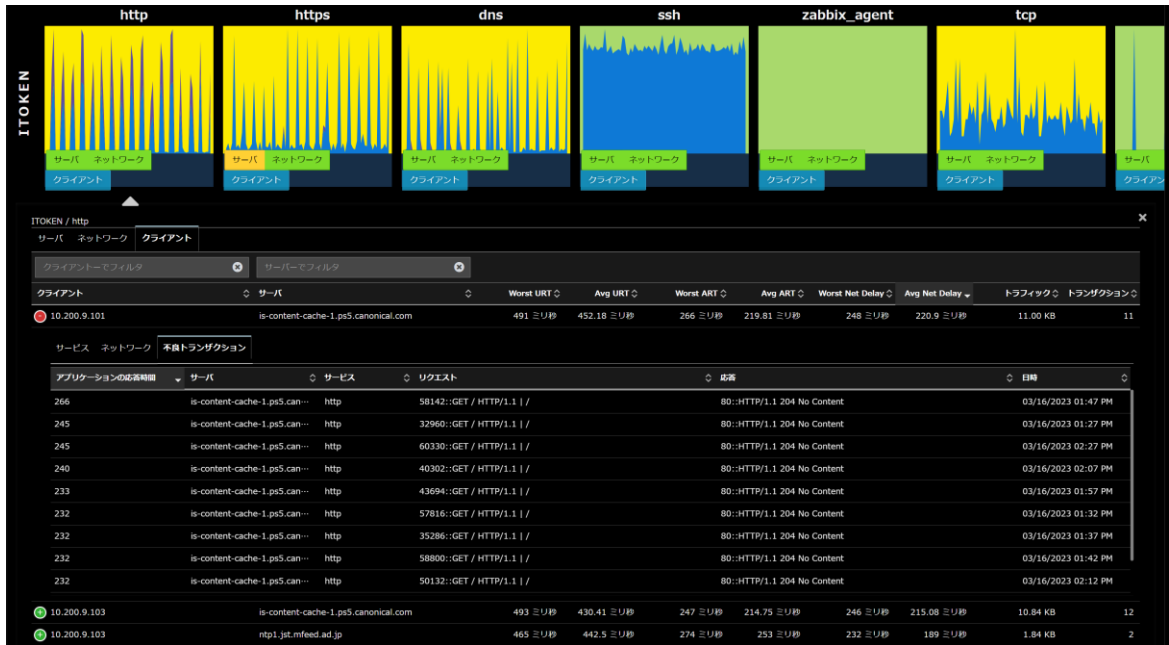 http https dns ssh zabbix_agent tcp
ITOKEN
サーバ ネットワーク サーバ ネットワーク サーバ ネットワーク サーバ ネットワーク サーバ ネットワーク サーバ ネットワーク サーバ
クライアント クライアント クライアント クライアント クライアント クライアント クライアン
ITOKEN / http
サーバ ネットワーク クライアント
クライアントーでフィルタ サーバーでフィルタ
クライアント サーバ Worst URT Avg URT Worst ART Avg ART Worst Net Delay Avg Net Delay トラフィック トランザクション
10.200.9.101 is-content-cache-1.ps5.canonical.com 491 ミリ秒 452.18 ミリ秒 266 ミリ秒 219.81 ミリ秒 248 ミリ秒 220.9 ミリ秒 11.00 KB 11
サービス ネットワーク 不良トランザクション
アプリケーションの応答時間 サーバ サービス リクエスト 応答 日時
266 is-content-cache-1.ps5.can… http 58142::GET / HTTP/1.1 | / 80::HTTP/1.1 204 No Content 03/16/2023 01:47 PM
245 is-content-cache-1.ps5.can… http 32960::GET / HTTP/1.1 | / 80::HTTP/1.1 204 No Content 03/16/2023 01:27 PM
245 is-content-cache-1.ps5.can… http 60330::GET / HTTP/1.1 | / 80::HTTP/1.1 204 No Content 03/16/2023 02:27 PM
240 is-content-cache-1.ps5.can… http 40302::GET / HTTP/1.1 | / 80::HTTP/1.1 204 No Content 03/16/2023 02:07 PM
233 is-content-cache-1.ps5.can… http 43694::GET / HTTP/1.1 | / 80::HTTP/1.1 204 No Content 03/16/2023 01:57 PM
232 is-content-cache-1.ps5.can… http 57816::GET / HTTP/1.1 | / 80::HTTP/1.1 204 No Content 03/16/2023 01:32 PM
232 is-content-cache-1.ps5.can… http 35286::GET / HTTP/1.1 | / 80::HTTP/1.1 204 No Content 03/16/2023 01:37 PM
232 is-content-cache-1.ps5.can… http 58800::GET / HTTP/1.1 | / 80::HTTP/1.1 204 No Content 03/16/2023 01:42 PM
232 is-content-cache-1.ps5.can… http 50132::GET / HTTP/1.1 | / 80::HTTP/1.1 204 No Content 03/16/2023 02:12 PM
10.200.9.103 is-content-cache-1.ps5.canonical.com 493 ミリ秒 430.41 ミリ秒 247 ミリ秒 214.75 ミリ秒 246 ミリ秒 215.08 ミリ秒 10.84 KB 12
10.200.9.103 ntp1.jst.mfeed.ad.jp 465 ミリ秒 442.5 ミリ秒 274 ミリ秒 253 ミリ秒 232 ミリ秒 189 ミリ秒 1.84 KB 2